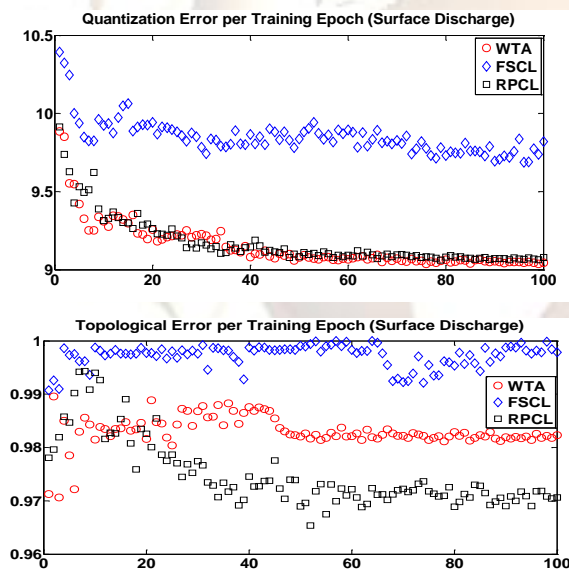 Quantization Error per Training Epoch (Surface Discharge)
10.5
WTA
FSCL
RPCL
10
9.5
9
0 20 40 60 80 100
Topological Error per Training Epoch (Surface Discharge)
1
0.99
WTA
FSCL
RPCL
0.98
0.97
0.96
0 20 40 60 80 100